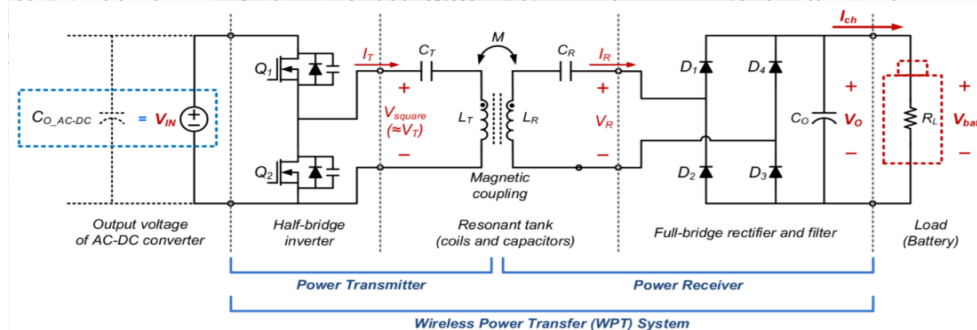 I_T
C_T
M
C_R
I_R
I_ch
Q_1
D_1
D_4
C_O_AC-DC
=
V_IN
+
V_square
(≈V_T)
−
L_T
L_R
+
V_R
−
C_O
+
V_O
−
R_L
+
V_bat
−
Q_2
D_2
D_3
Magnetic
coupling
Output voltage
of AC-DC converter
Half-bridge
inverter
Resonant tank
(coils and capacitors)
Full-bridge rectifier and filter
Load
(Battery)
Power Transmitter
Power Receiver
Wireless Power Transfer (WPT) System